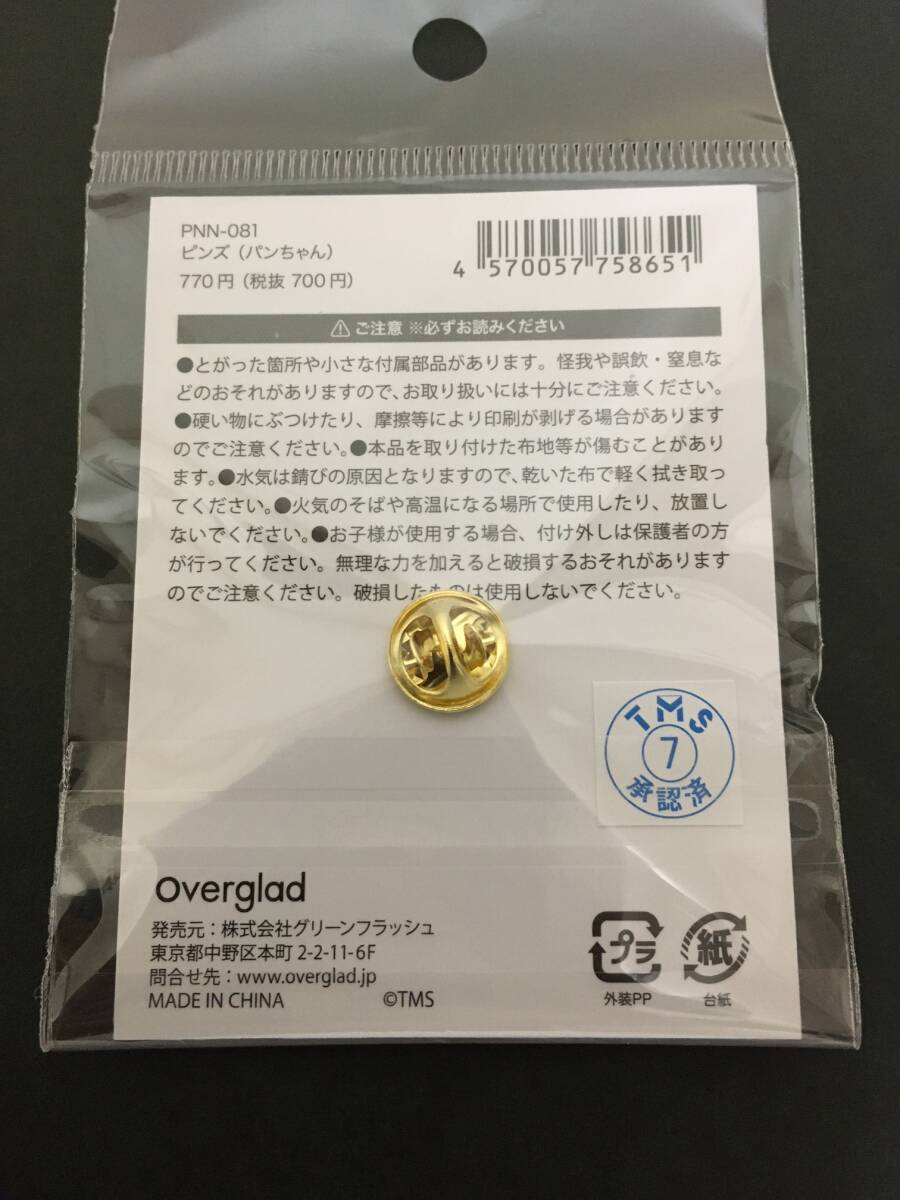 PNN-081
ピンズ（パンちゃん）
770円（税抜 700円）
4 570057 758651
⚠ ご注意 ※必ずお読みください
●とがった箇所や小さな付属部品があります。怪我や誤飲・窒息な
どのおそれがありますので、お取り扱いには十分にご注意ください。
●硬い物にぶつけたり、摩擦等により印刷が剥げる場合があります
のでご注意ください。●本品を取り付けた布地等が傷むことがあり
ます。●水気は錆びの原因となりますので、乾いた布で軽く拭き取っ
てください。●火気のそばや高温になる場所で使用したり、放置し
ないでください。●お子様が使用する場合、付け外しは保護者の方
が行ってください。無理な力を加えると破損するおそれがあります
のでご注意ください。破損したものは使用しないでください。
TMS
7
承認済
Overglad
発売元：株式会社グリーンフラッシュ
東京都中野区本町 2-2-11-6F
問合せ先：www.overglad.jp
MADE IN CHINA ©TMS
プラ
外装PP
紙
台紙